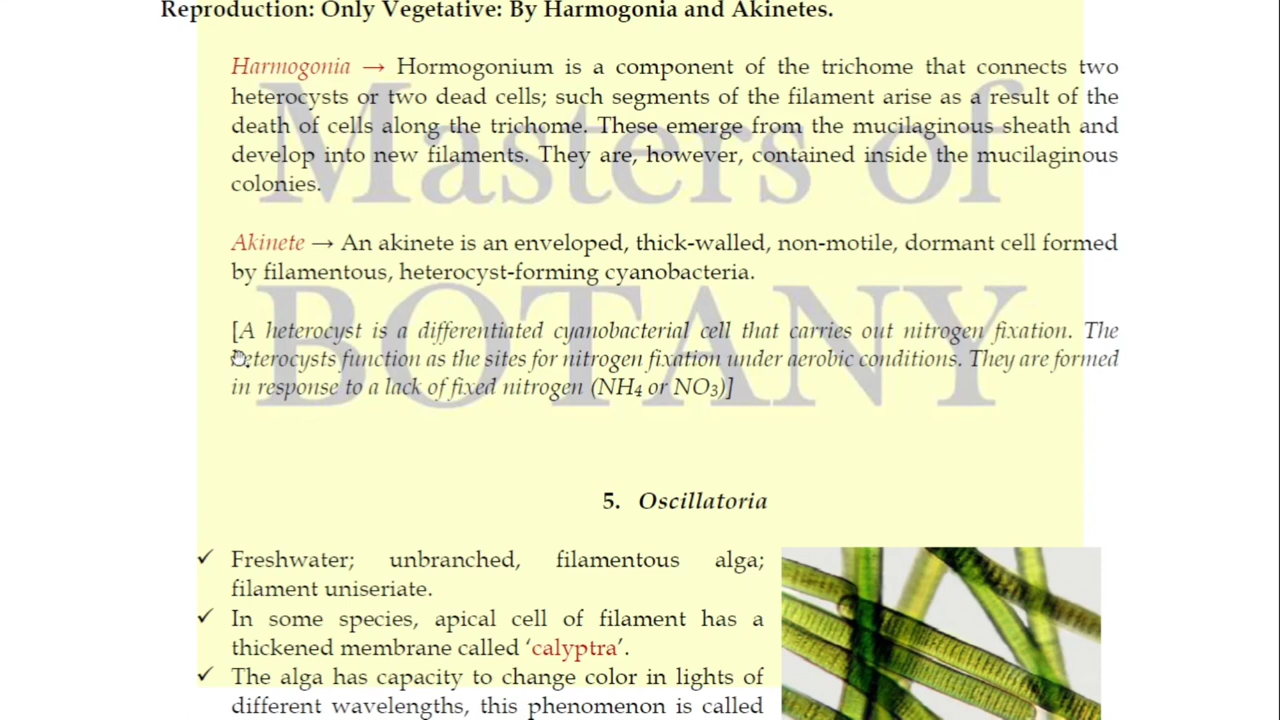 Reproduction: Only Vegetative: By Harmogonia and Akinetes.
Harmogonia → Hormogonium is a component of the trichome that connects two
heterocysts or two dead cells; such segments of the filament arise as a result of the
death of cells along the trichome. These emerge from the mucilaginous sheath and
develop into new filaments. They are, however, contained inside the mucilaginous
colonies.
Akinete → An akinete is an enveloped, thick-walled, non-motile, dormant cell formed
by filamentous, heterocyst-forming cyanobacteria.
[A heterocyst is a differentiated cyanobacterial cell that carries out nitrogen fixation. The
heterocysts function as the sites for nitrogen fixation under aerobic conditions. They are formed
in response to a lack of fixed nitrogen (NH4 or NO3)]
Masters of
BOTANY
5. Oscillatoria
✓ Freshwater; unbranched, filamentous alga;
filament uniseriate.
✓ In some species, apical cell of filament has a
thickened membrane called ‘calyptra’.
✓ The alga has capacity to change color in lights of
different wavelengths, this phenomenon is called